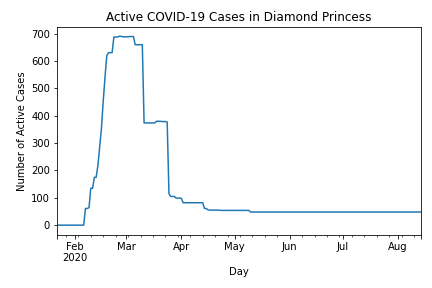 Active COVID-19 Cases in Diamond Princess
Number of Active Cases
700
600
500
400
300
200
100
0
Feb Mar Apr May Jun Jul Aug
2020
Day